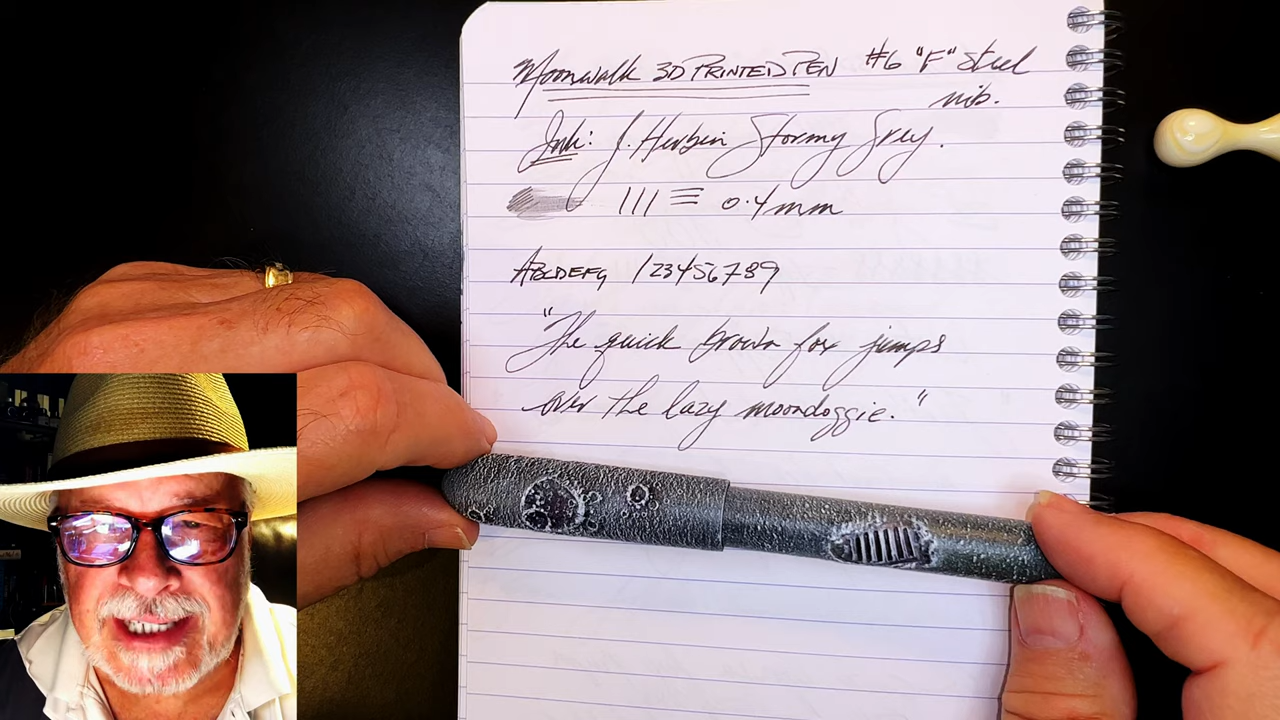 Moonwalk 3D PRINTED PEN #6 "F" Steel
nib.
Ink: J. Herbin Stormy Grey.
111 ≡ 0.4mm
ABCDEFG 123456789
"The quick brown fox jumps
over the lazy moondoggie."